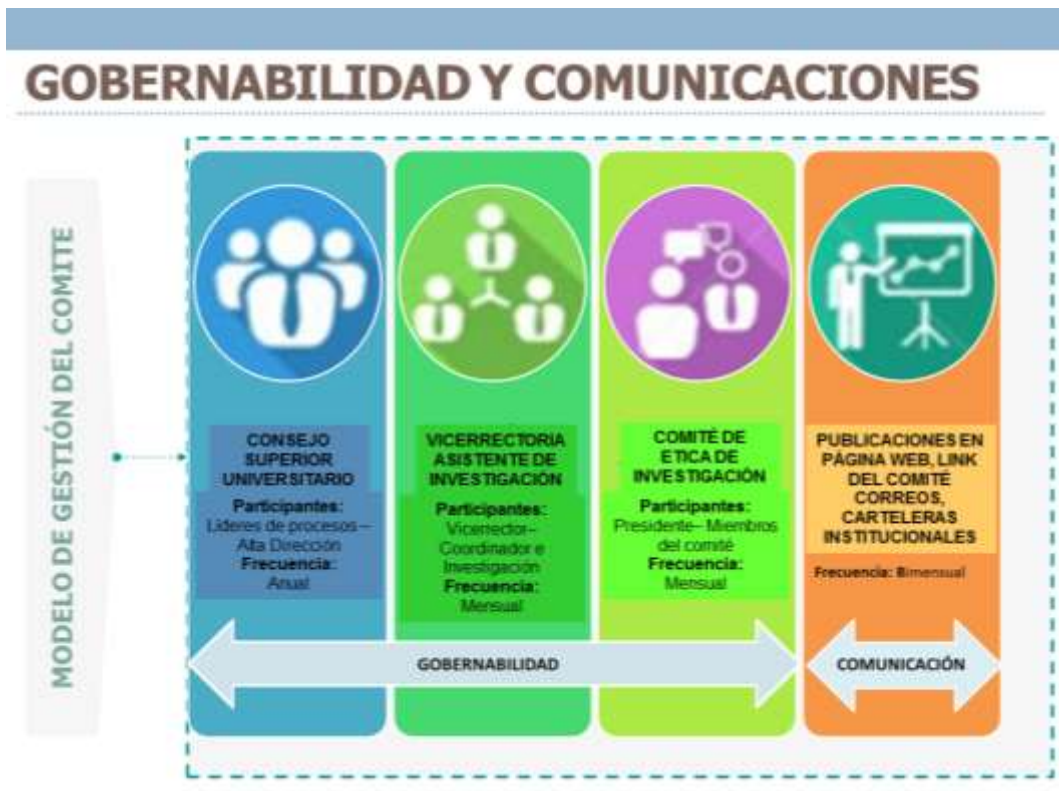 GOBERNABILIDAD Y COMUNICACIONES
MODELO DE GESTIÓN DEL COMITE
CONSEJO
SUPERIOR
UNIVERSITARIO
Participantes:
Líderes de procesos–
Alta Dirección
Frecuencia:
Anual
VICERRECTORÍA
ASISTENTE DE
INVESTIGACIÓN
Participantes:
Vicerrector–
Coordinador e
Investigación
Frecuencia:
Mensual
COMITÉ DE
ETICA DE
INVESTIGACIÓN
Participantes:
Presidente– Miembros
del comité
Frecuencia:
Mensual
PUBLICACIONES EN
PÁGINA WEB, LINK
DEL COMITÉ
CORREOS,
CARTELERAS
INSTITUCIONALES
Frecuencia: Bimensual
GOBERNABILIDAD
COMUNICACIÓN